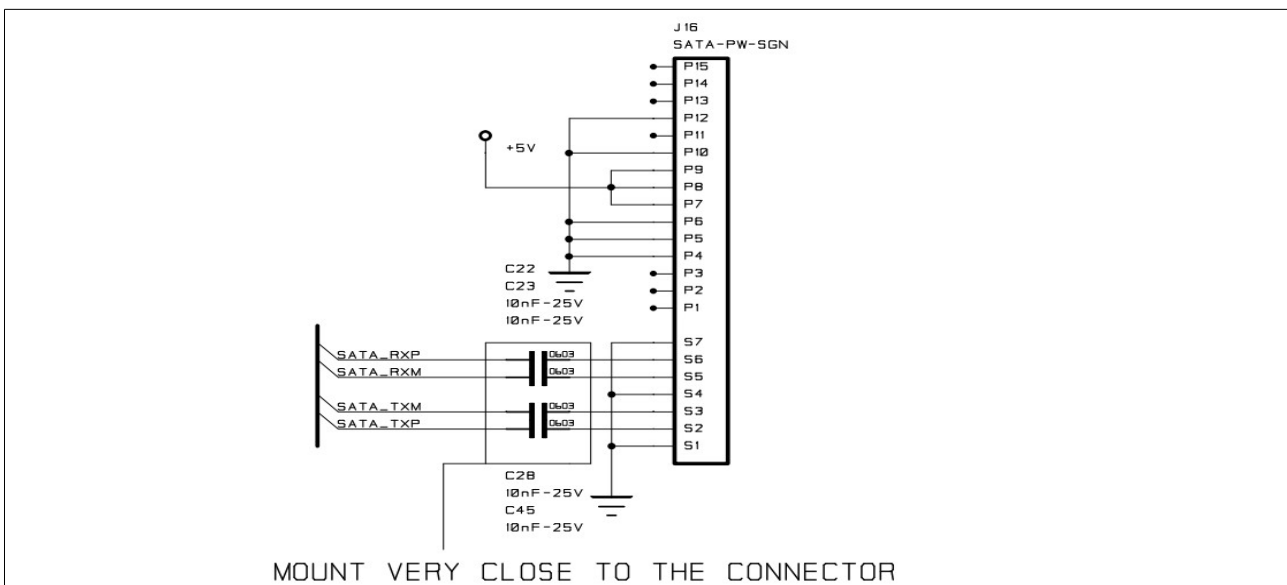 J16
SATA-PW-SGN
P15
P14
P13
P12
P11
+5V
P10
P9
P8
P7
P6
P5
P4
C22
P3
C23
P2
10nF-25V
P1
10nF-25V
S7
SATA_RXP 0603 S6
SATA_RXM 0603 S5
S4
SATA_TXM 0603 S3
SATA_TXP 0603 S2
S1
C28
10nF-25V
C45
10nF-25V
MOUNT VERY CLOSE TO THE CONNECTOR